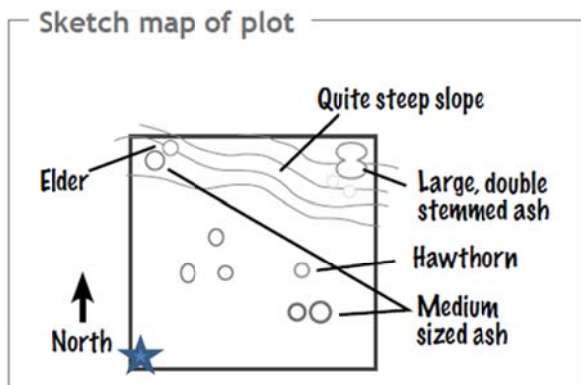 Sketch map of plot
Quite steep slope
Elder
Large, double
stemmed ash
Hawthorn
Medium
sized ash
North